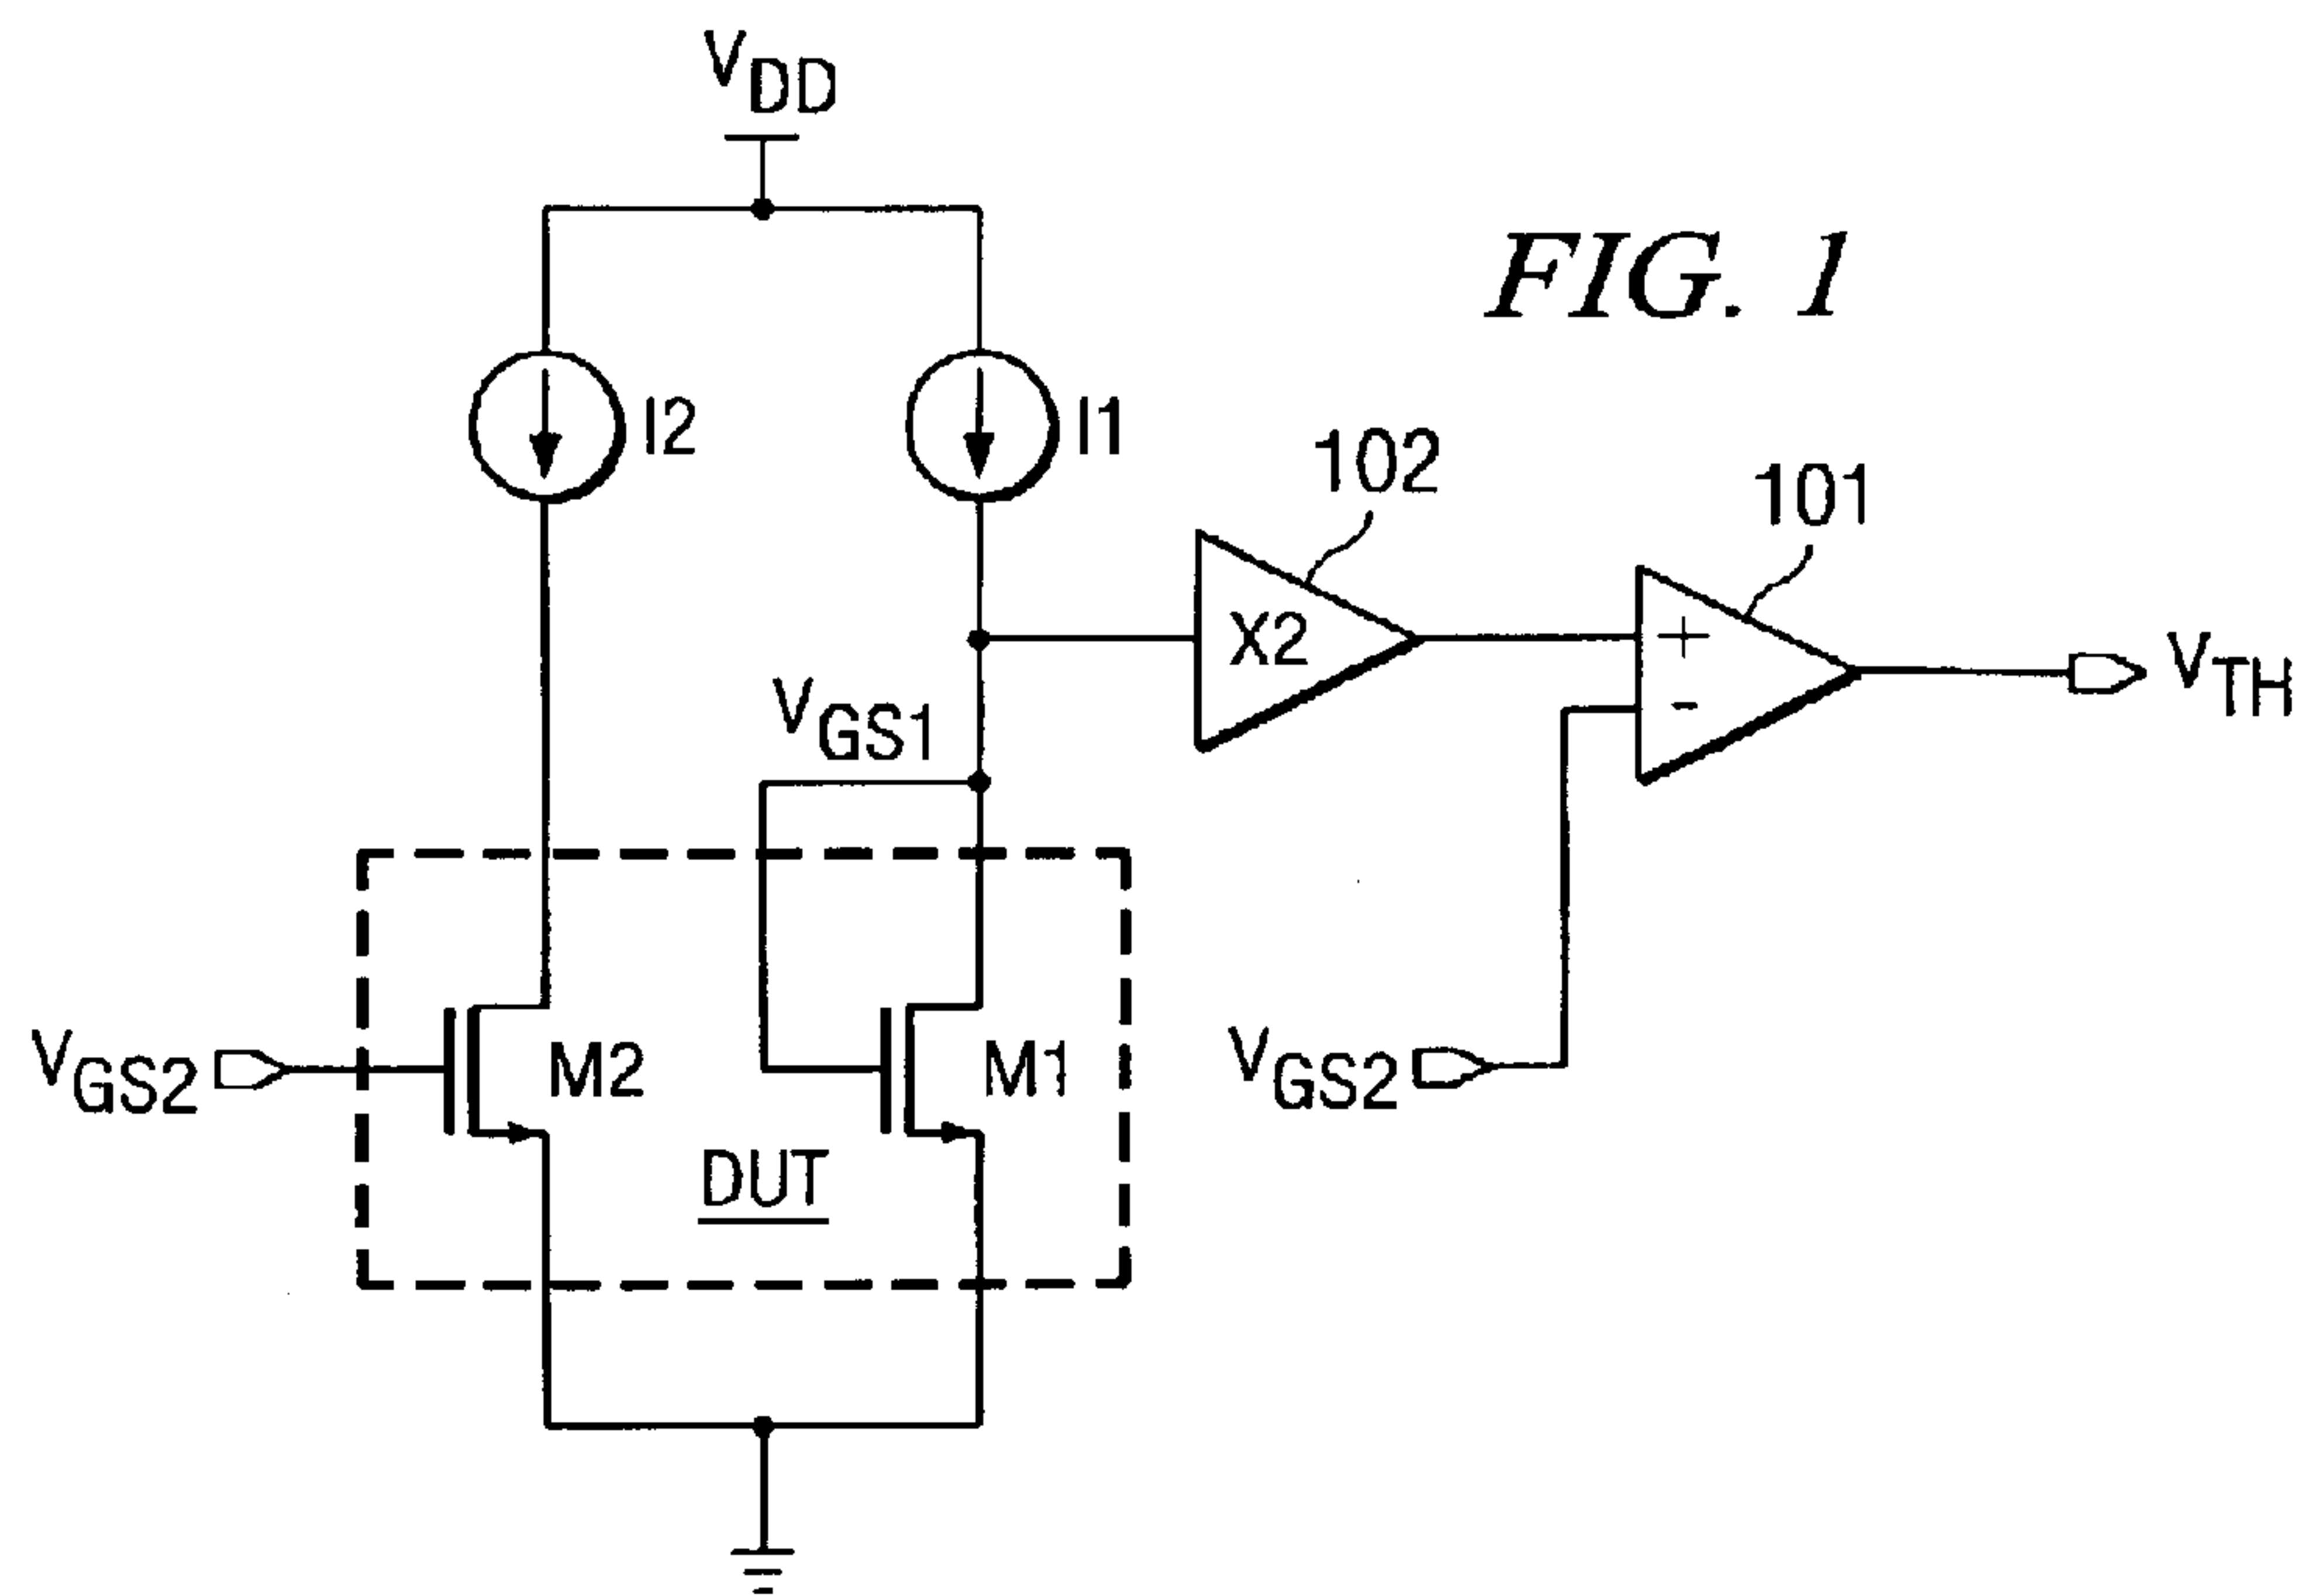 VDD
FIG. 1
I2
I1
102
101
X2
+
-
VTH
VGS1
VGS2
M2
M1
VGS2
DUT